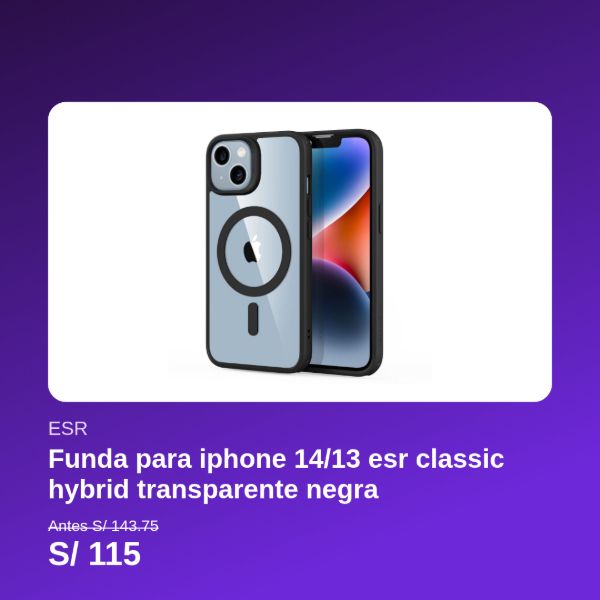 ESR
Funda para iphone 14/13 esr classic
hybrid transparente negra
Antes S/ 143.75
S/ 115